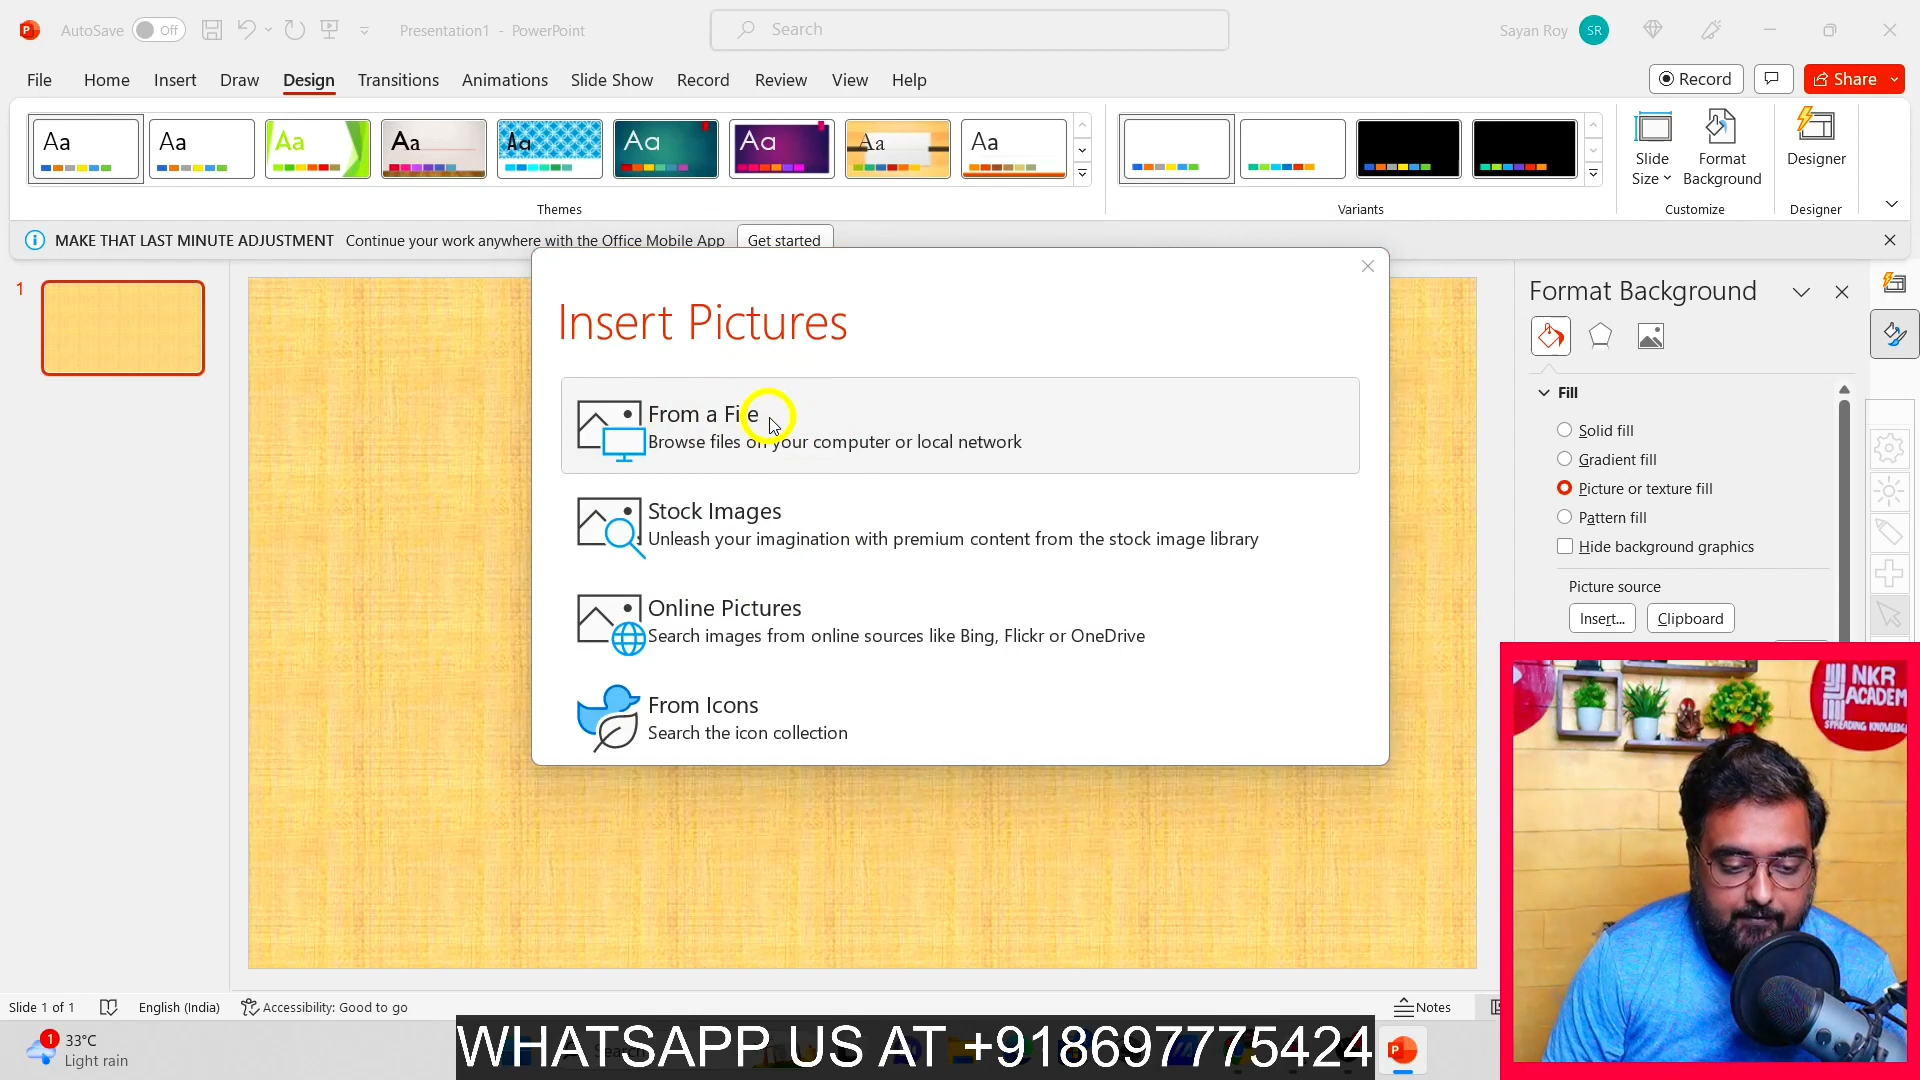 AutoSave Off Presentation1 - PowerPoint Search Sayan Roy SR
File Home Insert Draw Design Transitions Animations Slide Show Record Review View Help Record Share
Aa Aa Aa Aa Aa Aa Aa Aa Aa
Slide Size Format Background Designer
Themes Variants Customize Designer
MAKE THAT LAST MINUTE ADJUSTMENT Continue your work anywhere with the Office Mobile App Get started
1
Insert Pictures
From a File
Browse files on your computer or local network
Stock Images
Unleash your imagination with premium content from the stock image library
Online Pictures
Search images from online sources like Bing, Flickr or OneDrive
From Icons
Search the icon collection
Format Background
Fill
Solid fill
Gradient fill
Picture or texture fill
Pattern fill
Hide background graphics
Picture source
Insert... Clipboard
NKR
ACADEM
SPREADING KNOWLE
Slide 1 of 1 English (India) Accessibility: Good to go Notes
1 33°C
Light rain
WHATSAPP US AT +918697775424